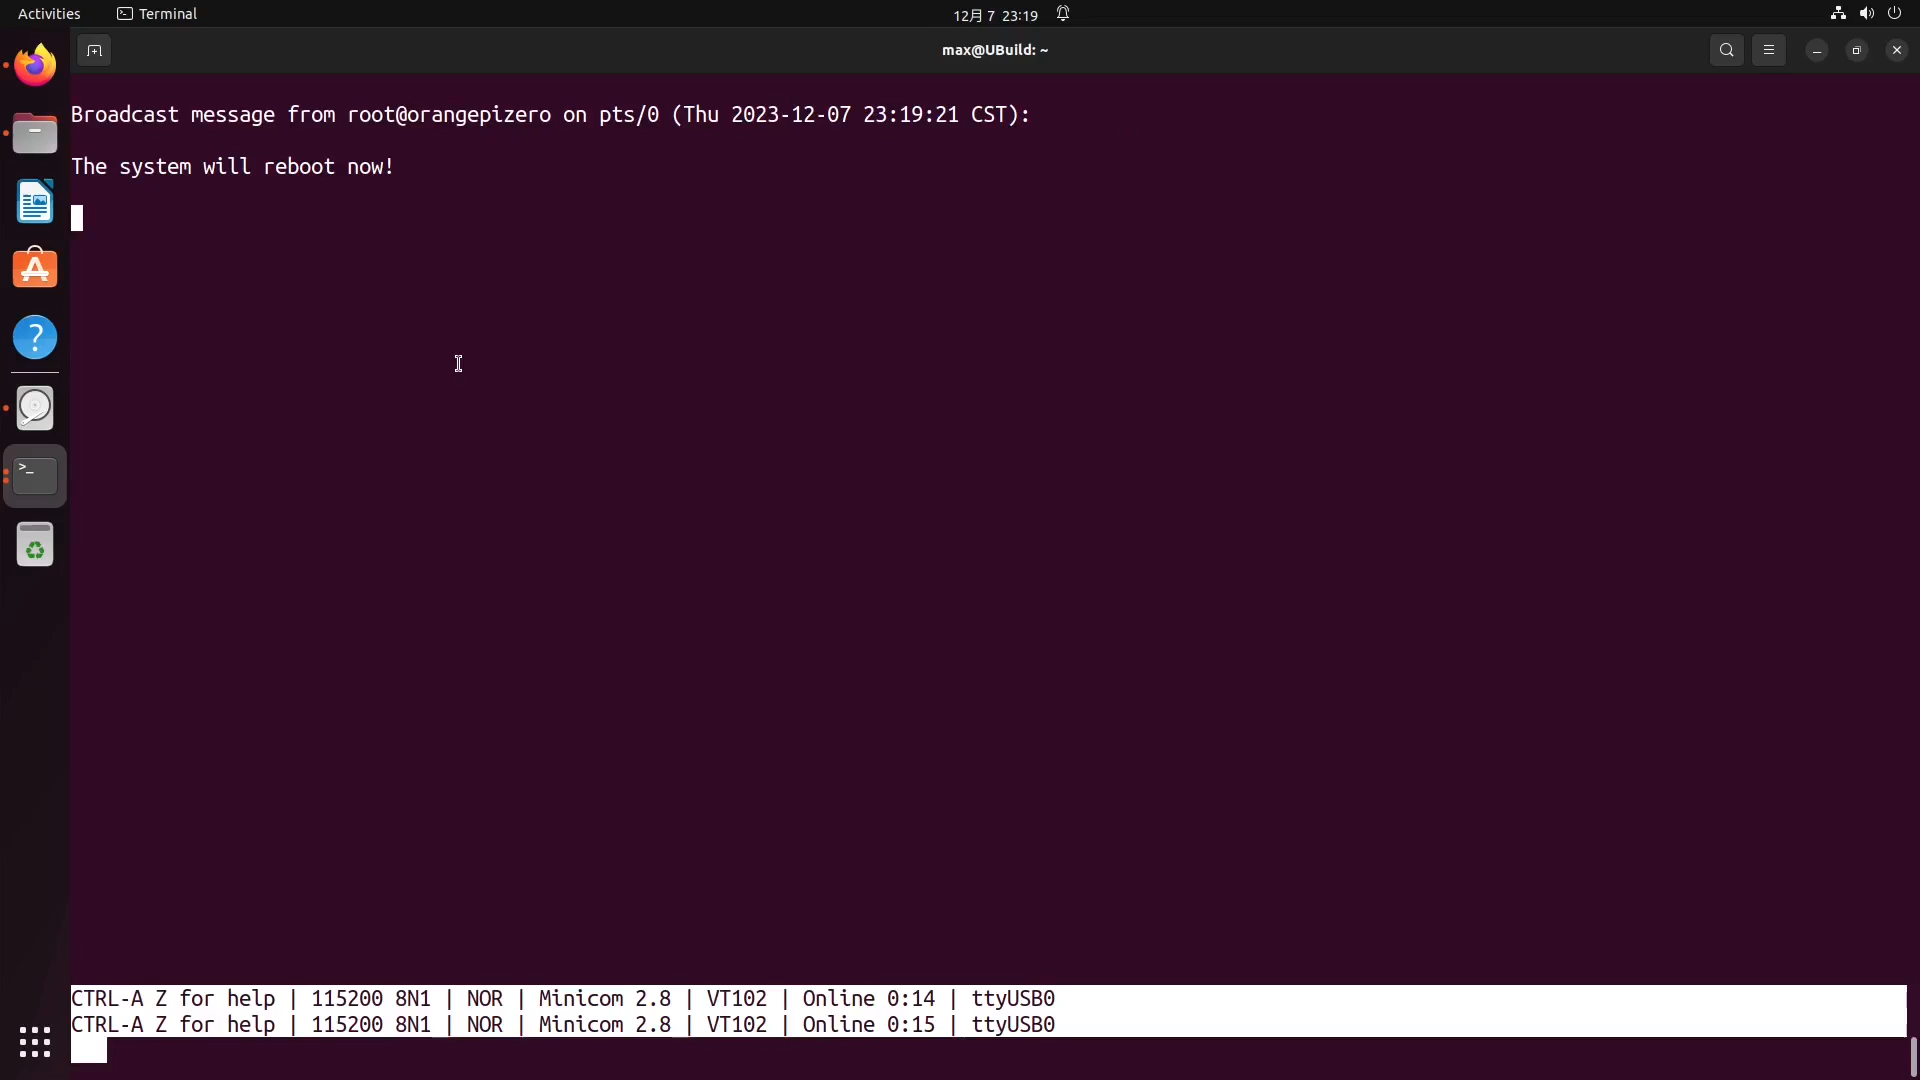 Activities
Terminal
12月 7 23:19
max@UBuild: ~
Broadcast message from root@orangepizero on pts/0 (Thu 2023-12-07 23:19:21 CST):
The system will reboot now!
CTRL-A Z for help | 115200 8N1 | NOR | Minicom 2.8 | VT102 | Online 0:14 | ttyUSB0
CTRL-A Z for help | 115200 8N1 | NOR | Minicom 2.8 | VT102 | Online 0:15 | ttyUSB0